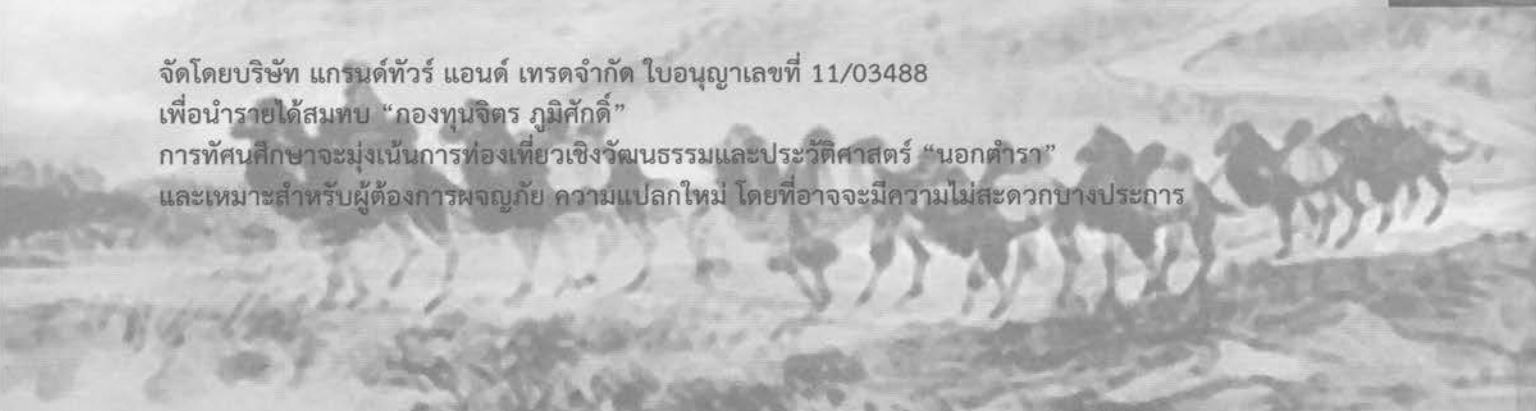 จัดโดยบริษัท แกรนด์ทัวร์ แอนด์ เทรดจำกัด ใบอนุญาเลขที่ 11/03488
เพื่อนำรายได้สมทบ “กองทุนจิตร ภูมิศักดิ์”
การทัศนศึกษาจะมุ่งเน้นการท่องเที่ยวเชิงวัฒนธรรมและประวัติศาสตร์ “นอกตำรา”
และเหมาะสำหรับผู้ต้องการผจญภัย ความแปลกใหม่ โดยที่อาจจะมีความไม่สะดวกบางประการ